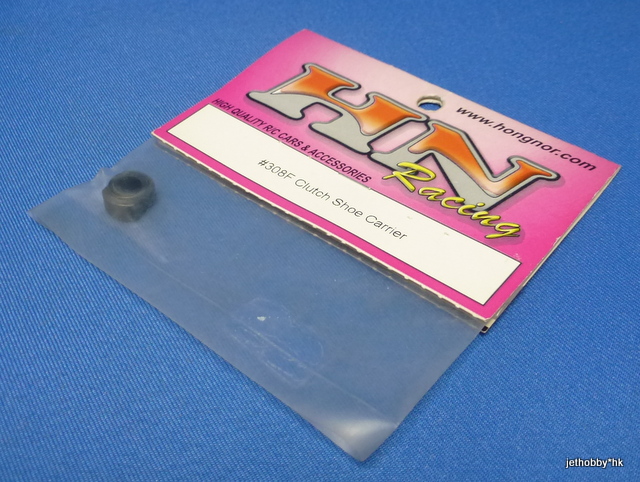 www.hongnor.com
HN
Racing
HIGH QUALITY R/C CARS & ACCESSORIES
#308F Clutch Shoe Carrier
jethobby*hk